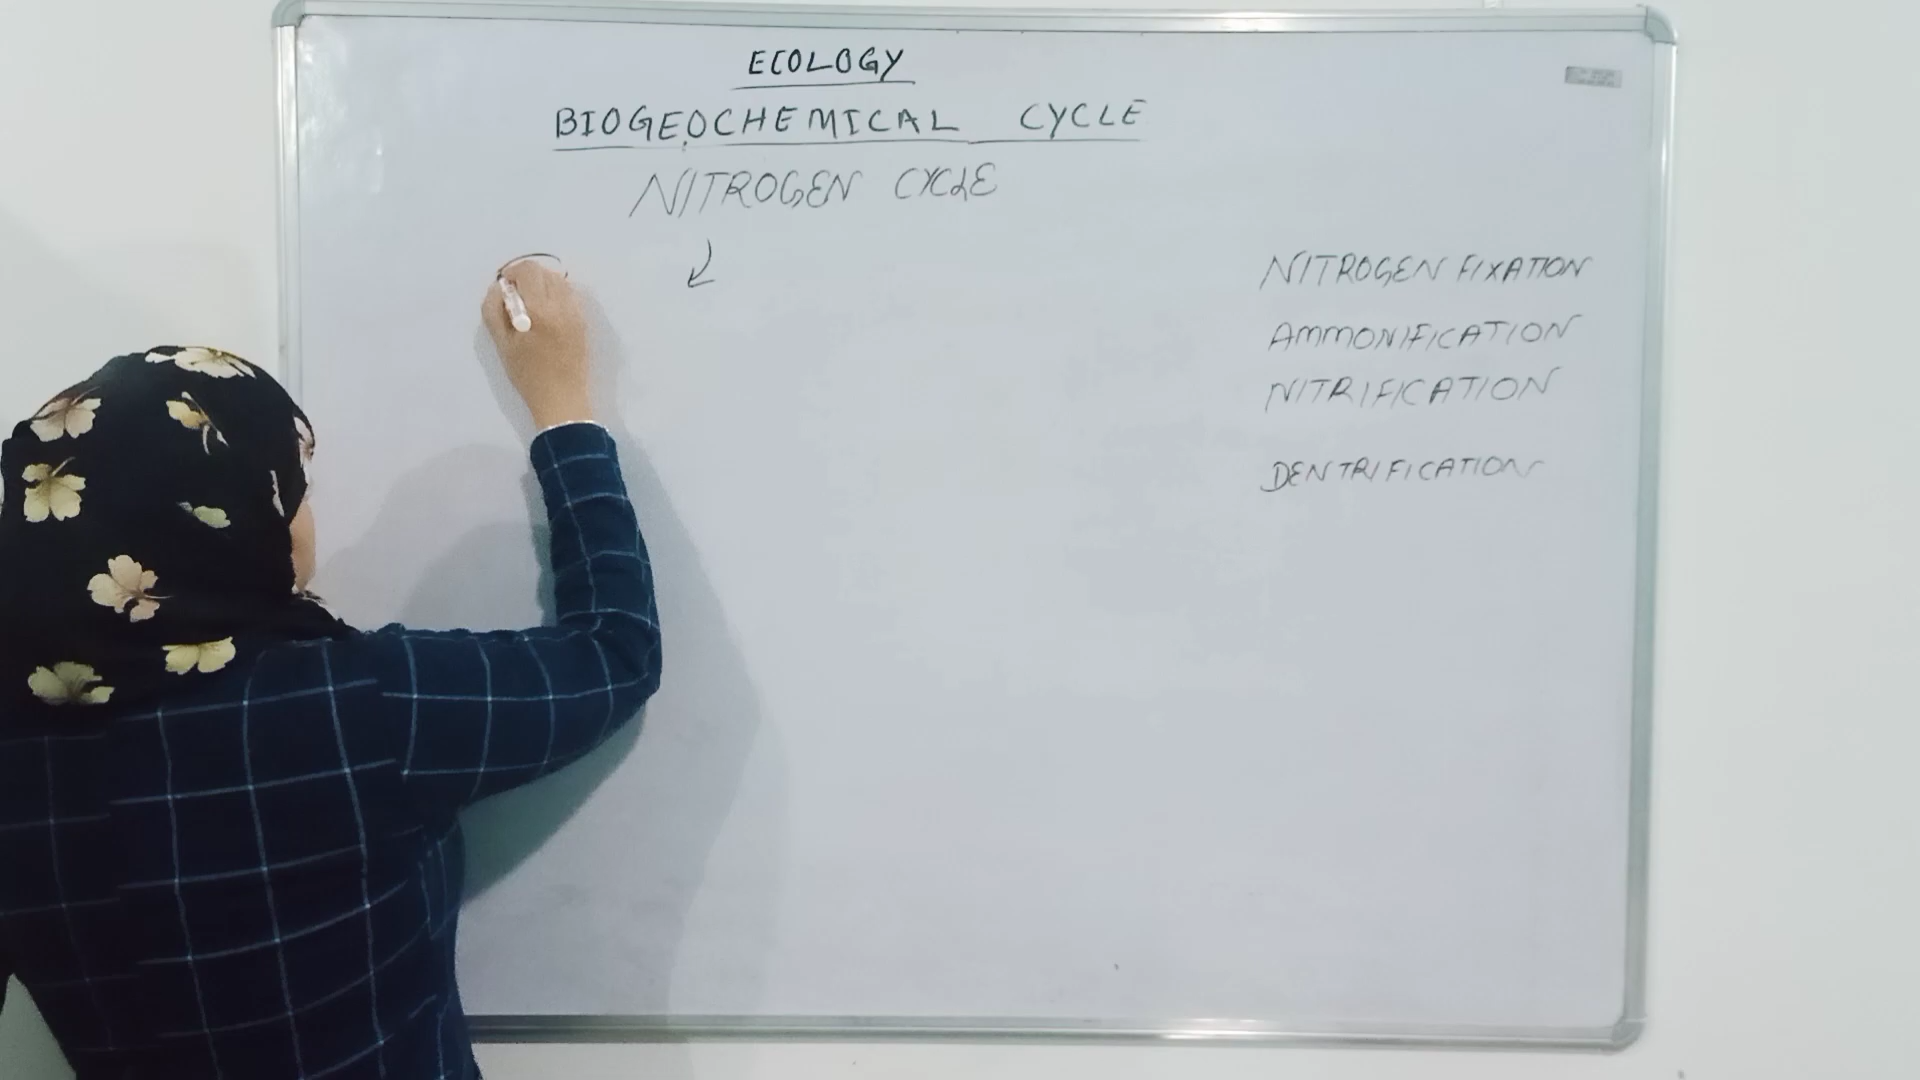 ECOLOGY
BIOGEOCHEMICAL CYCLE
NITROGEN CYCLE
NITROGEN FIXATION
AMMONIFICATION
NITRIFICATION
DENTRIFICATION